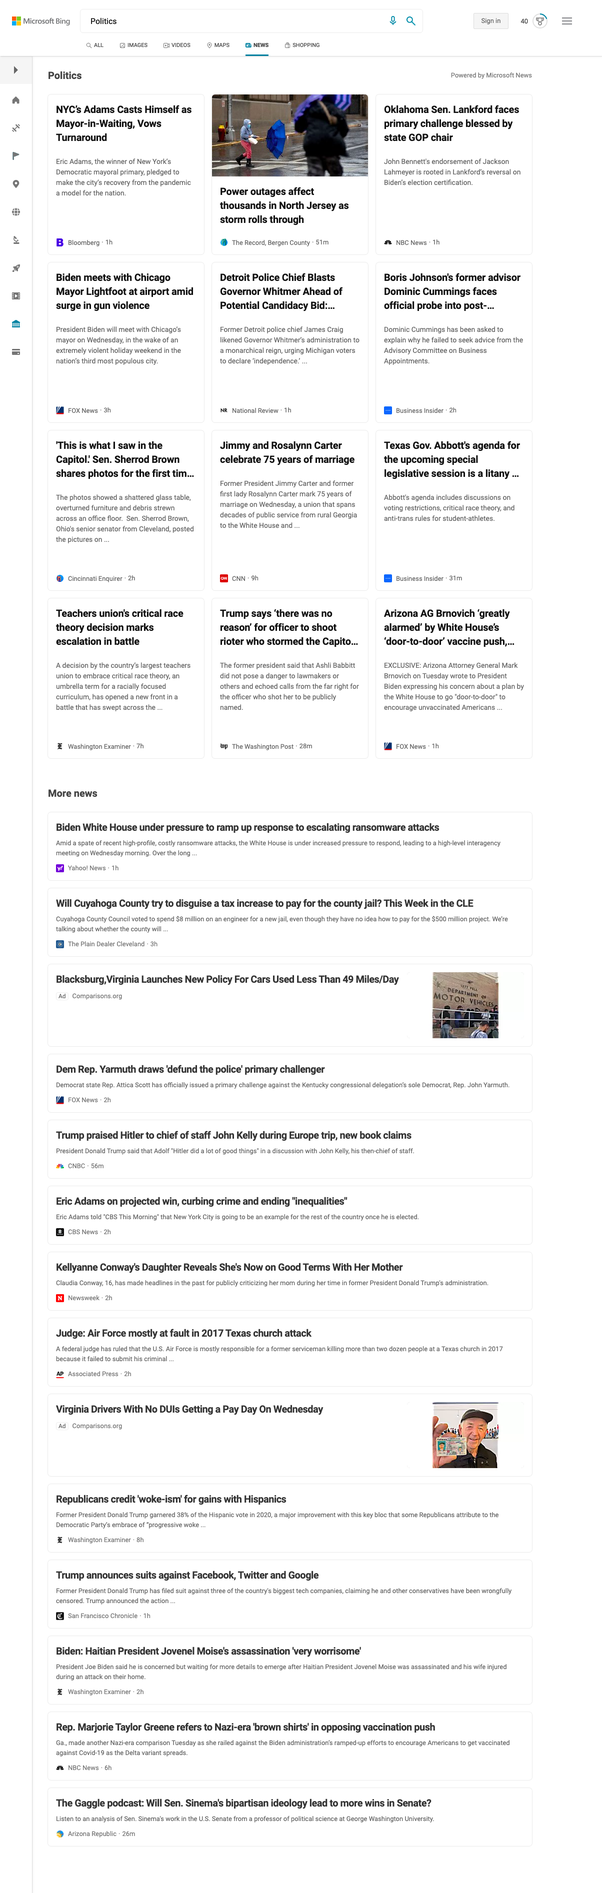 Microsoft Bing
Politics
Sign in
40
ALL
IMAGES
VIDEOS
MAPS
NEWS
SHOPPING
Politics
Powered by Microsoft News
NYC's Adams Casts Himself as
Mayor-in-Waiting, Vows
Turnaround
Eric Adams, the winner of New York's
Democratic mayoral primary, pledged to
make the city's recovery from the pandemic
a model for the nation.
Bloomberg · 1h
Power outages affect
thousands in North Jersey as
storm rolls through
The Record, Bergen County · 51m
Oklahoma Sen. Lankford faces
primary challenge blessed by
state GOP chair
John Bennett's endorsement of Jackson
Lahmeyer is rooted in Lankford's reversal on
Biden's election certification.
NBC News · 1h
Biden meets with Chicago
Mayor Lightfoot at airport amid
surge in gun violence
President Biden will meet with Chicago's
mayor on Wednesday, in the wake of an
extremely violent holiday weekend in the
nation's third most populous city.
FOX News · 3h
Detroit Police Chief Blasts
Governor Whitmer Ahead of
Potential Candidacy Bid:...
Former Detroit police chief James Craig
likened Governor Whitmer's administration to
a monarchical reign, urging Michigan voters
to declare 'independence.' ...
NR National Review · 1h
Boris Johnson's former advisor
Dominic Cummings faces
official probe into post-...
Dominic Cummings has been asked to
explain why he failed to seek advice from the
Advisory Committee on Business
Appointments.
Business Insider · 2h
'This is what I saw in the
Capitol.' Sen. Sherrod Brown
shares photos for the first tim...
The photos showed a shattered glass table,
overturned furniture and debris strewn
across an office floor. Sen. Sherrod Brown,
Ohio's senior senator from Cleveland, posted
the pictures on ...
Cincinnati Enquirer · 2h
Jimmy and Rosalynn Carter
celebrate 75 years of marriage
Former President Jimmy Carter and former
first lady Rosalynn Carter mark 75 years of
marriage on Wednesday, a union that spans
decades of public service from rural Georgia
to the White House and ...
CNN · 9h
Texas Gov. Abbott's agenda for
the upcoming special
legislative session is a litany ...
Abbott's agenda includes discussions on
voting restrictions, critical race theory, and
anti-trans rules for student-athletes.
Business Insider · 31m
Teachers union's critical race
theory decision marks
escalation in battle
A decision by the country's largest teachers
union to embrace critical race theory, an
umbrella term for a racially focused
curriculum, has opened a new front in a
battle that has swept across the ...
Washington Examiner · 7h
Trump says 'there was no
reason' for officer to shoot
rioter who stormed the Capito...
The former president said that Ashli Babbitt
did not pose a danger to lawmakers or
others and echoed calls from the far right for
the officer who shot her to be publicly
named.
wp The Washington Post · 28m
Arizona AG Brnovich 'greatly
alarmed' by White House's
'door-to-door' vaccine push,...
EXCLUSIVE: Arizona Attorney General Mark
Brnovich on Tuesday wrote to President
Biden expressing his concern about a plan by
the White House to go "door-to-door" to
encourage unvaccinated Americans ...
FOX News · 1h
More news
Biden White House under pressure to ramp up response to escalating ransomware attacks
Amid a spate of recent high-profile, costly ransomware attacks, the White House is under increased pressure to respond, leading to a high-level interagency
meeting on Wednesday morning. Over the long ...
Yahoo! News · 1h
Will Cuyahoga County try to disguise a tax increase to pay for the county jail? This Week in the CLE
Cuyahoga County Council voted to spend $8 million on an engineer for a new jail, even though they have no idea how to pay for the $500 million project. We're
talking about whether the county will ...
The Plain Dealer Cleveland · 3h
Blacksburg,Virginia Launches New Policy For Cars Used Less Than 49 Miles/Day
Ad Comparisons.org
DEPARTMENT OF
MOTOR VEHICLES
Dem Rep. Yarmuth draws 'defund the police' primary challenger
Democrat state Rep. Attica Scott has officially issued a primary challenge against the Kentucky congressional delegation's sole Democrat, Rep. John Yarmuth.
FOX News · 2h
Trump praised Hitler to chief of staff John Kelly during Europe trip, new book claims
President Donald Trump said that Adolf "Hitler did a lot of good things" in a discussion with John Kelly, his then-chief of staff.
CNBC · 56m
Eric Adams on projected win, curbing crime and ending "inequalities"
Eric Adams told "CBS This Morning" that New York City is going to be an example for the rest of the country once he is elected.
CBS News · 2h
Kellyanne Conway's Daughter Reveals She's Now on Good Terms With Her Mother
Claudia Conway, 16, has made headlines in the past for publicly criticizing her mom during her time in former President Donald Trump's administration.
N Newsweek · 2h
Judge: Air Force mostly at fault in 2017 Texas church attack
A federal judge has ruled that the U.S. Air Force is mostly responsible for a former serviceman killing more than two dozen people at a Texas church in 2017
because it failed to submit his criminal ...
AP Associated Press · 2h
Virginia Drivers With No DUIs Getting a Pay Day On Wednesday
Ad Comparisons.org
Republicans credit 'woke-ism' for gains with Hispanics
Former President Donald Trump garnered 38% of the Hispanic vote in 2020, a major improvement with this key bloc that some Republicans attribute to the
Democratic Party's embrace of "progressive woke ...
Washington Examiner · 8h
Trump announces suits against Facebook, Twitter and Google
Former President Donald Trump has filed suit against three of the country's biggest tech companies, claiming he and other conservatives have been wrongfully
censored. Trump announced the action ...
San Francisco Chronicle · 1h
Biden: Haitian President Jovenel Moise's assassination 'very worrisome'
President Joe Biden said he is concerned but waiting for more details to emerge after Haitian President Jovenel Moise was assassinated and his wife injured
during an attack on their home.
Washington Examiner · 2h
Rep. Marjorie Taylor Greene refers to Nazi-era 'brown shirts' in opposing vaccination push
Ga., made another Nazi-era comparison Tuesday as she railed against the Biden administration's ramped-up efforts to encourage Americans to get vaccinated
against Covid-19 as the Delta variant spreads.
NBC News · 6h
The Gaggle podcast: Will Sen. Sinema's bipartisan ideology lead to more wins in Senate?
Listen to an analysis of Sen. Sinema's work in the U.S. Senate from a professor of political science at George Washington University.
Arizona Republic · 26m